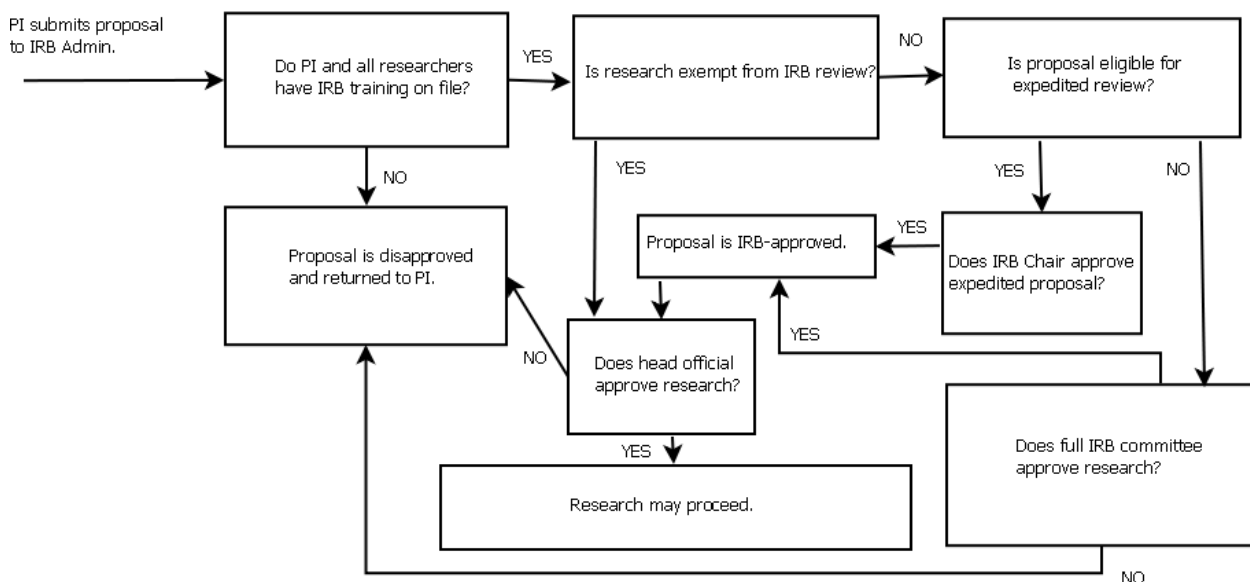 PI submits proposal
to IRB Admin.
Do PI and all researchers
have IRB training on file?
YES
Is research exempt from IRB review?
NO
Is proposal eligible for
expedited review?
NO
YES
YES
NO
Proposal is disapproved
and returned to PI.
Proposal is IRB-approved.
YES
Does IRB Chair approve
expedited proposal?
NO
Does head official
approve research?
YES
YES
Research may proceed.
Does full IRB committee
approve research?
NO